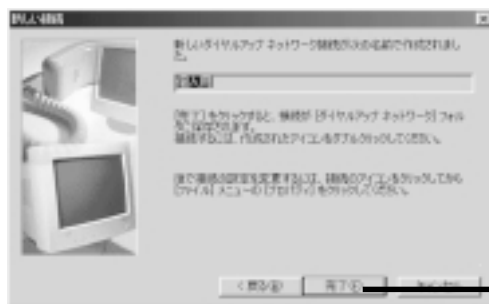 新しい接続
新しいダイヤルアップ ネットワーク接続が次の名前で作成されまし
た。
[完了] をクリックすると、接続が [ダイヤルアップ ネットワーク] フォル
ダに保存されます。
接続するには、作成されたアイコンをダブルクリックしてください。
後で接続の設定を変更するには、接続のアイコンをクリックしてから
[ファイル] メニューの [プロパティ] をクリックしてください。
< 戻る(B)
完了(F)
キャンセル